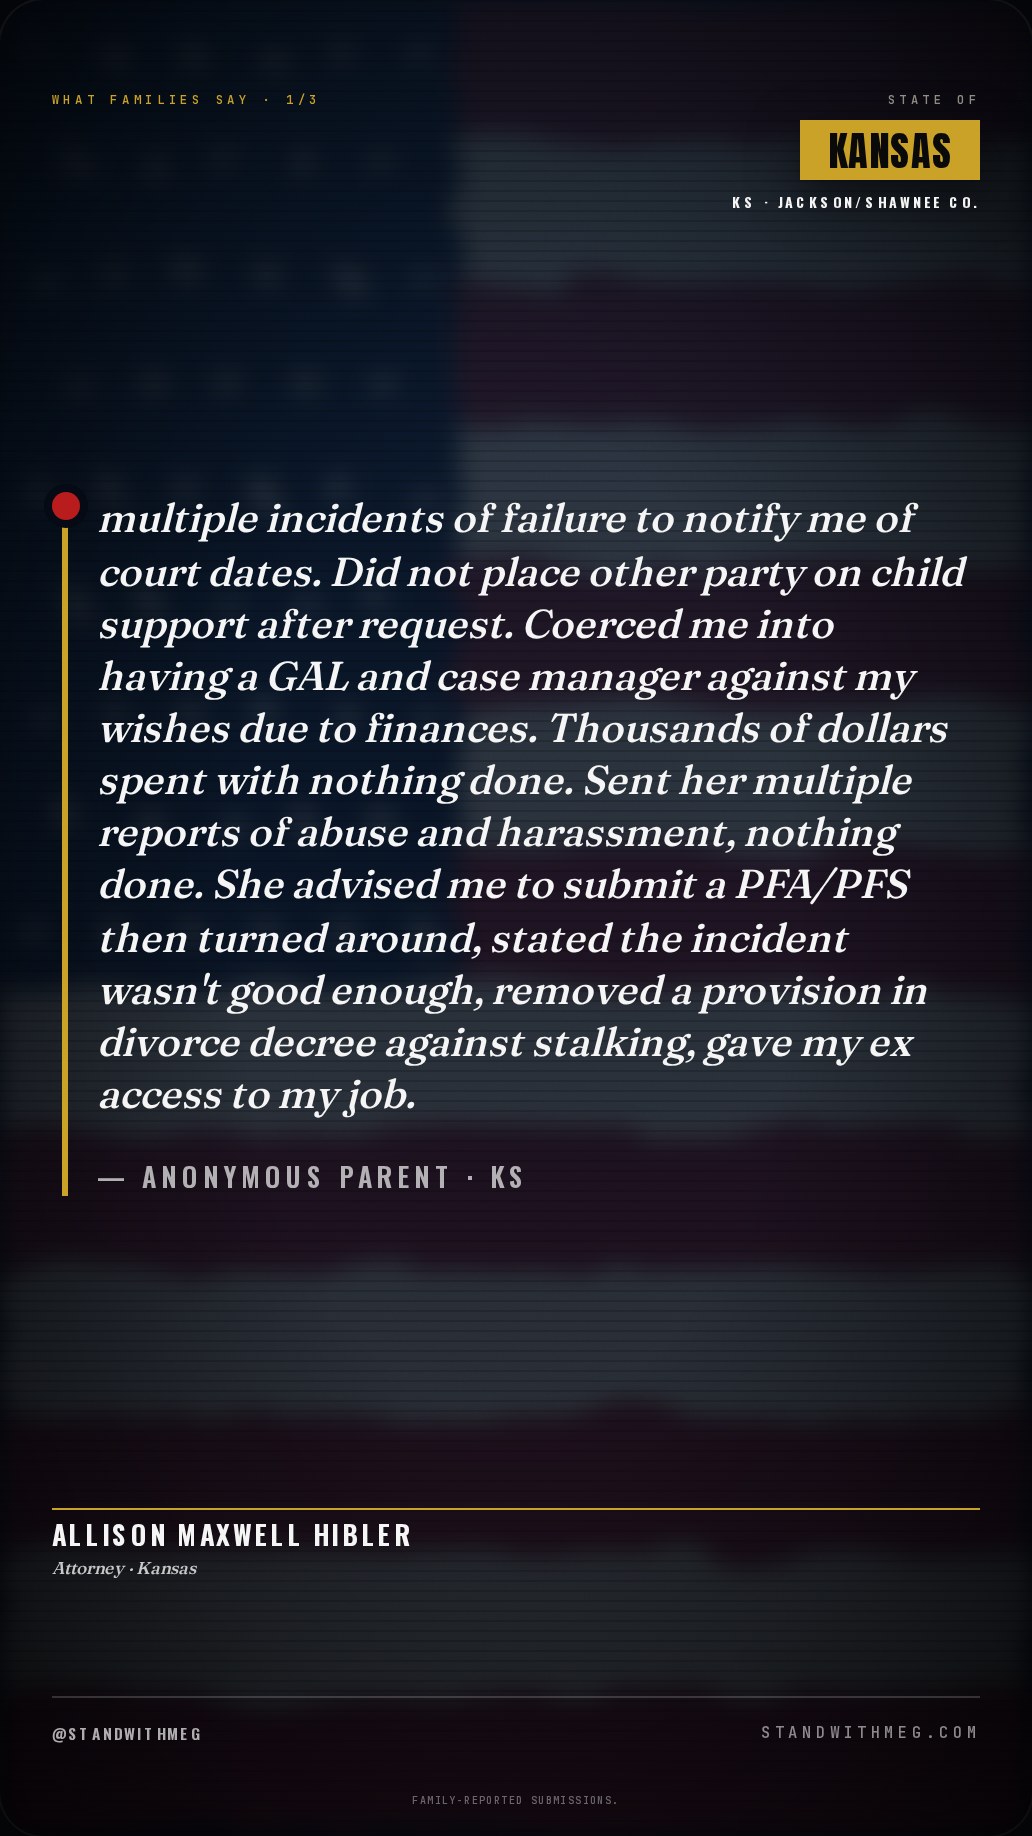 WHAT FAMILIES SAY · 1/3
STATE OF
KANSAS
KS · JACKSON/SHAWNEE CO.
multiple incidents of failure to notify me of
court dates. Did not place other party on child
support after request. Coerced me into
having a GAL and case manager against my
wishes due to finances. Thousands of dollars
spent with nothing done. Sent her multiple
reports of abuse and harassment, nothing
done. She advised me to submit a PFA/PFS
then turned around, stated the incident
wasn't good enough, removed a provision in
divorce decree against stalking, gave my ex
access to my job.
— ANONYMOUS PARENT · KS
ALLISON MAXWELL HIBLER
Attorney · Kansas
@STANDWITHMEG
STANDWITHMEG.COM
FAMILY-REPORTED SUBMISSIONS.